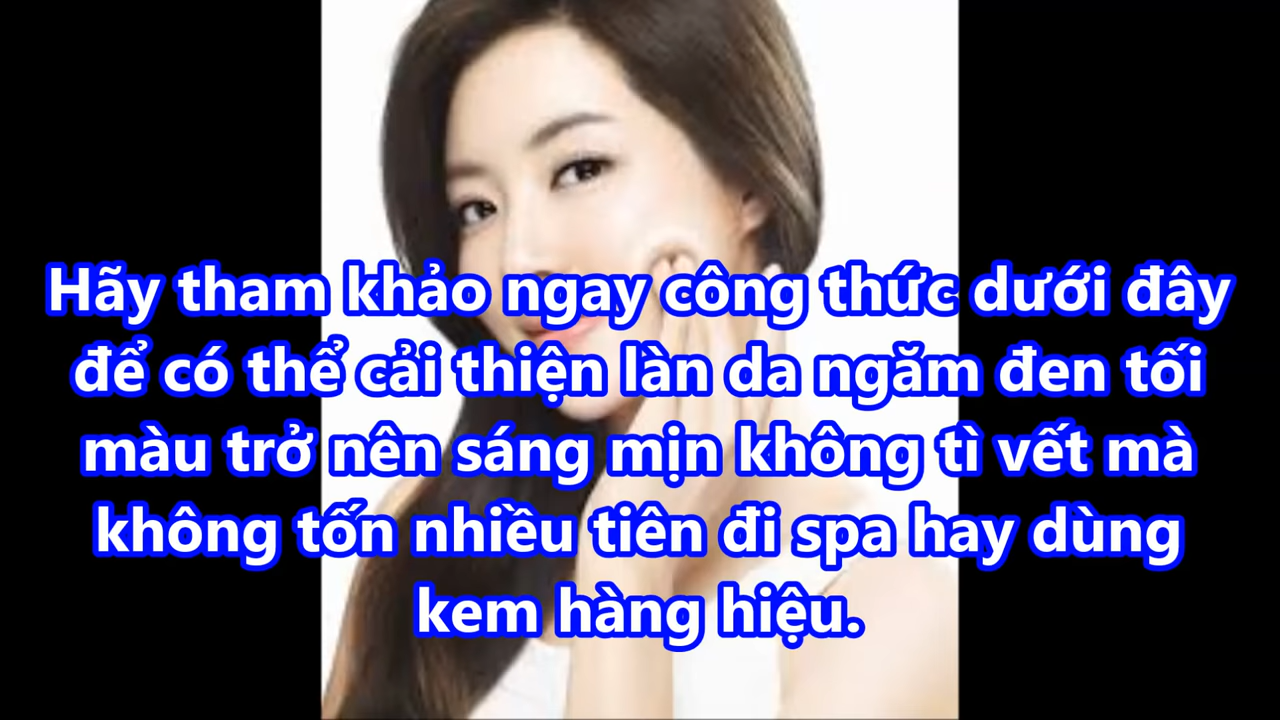 Hãy tham khảo ngay công thức dưới đây
để có thể cải thiện làn da ngăm đen tối
màu trở nên sáng mịn không tì vết mà
không tốn nhiều tiên đi spa hay dùng
kem hàng hiệu.